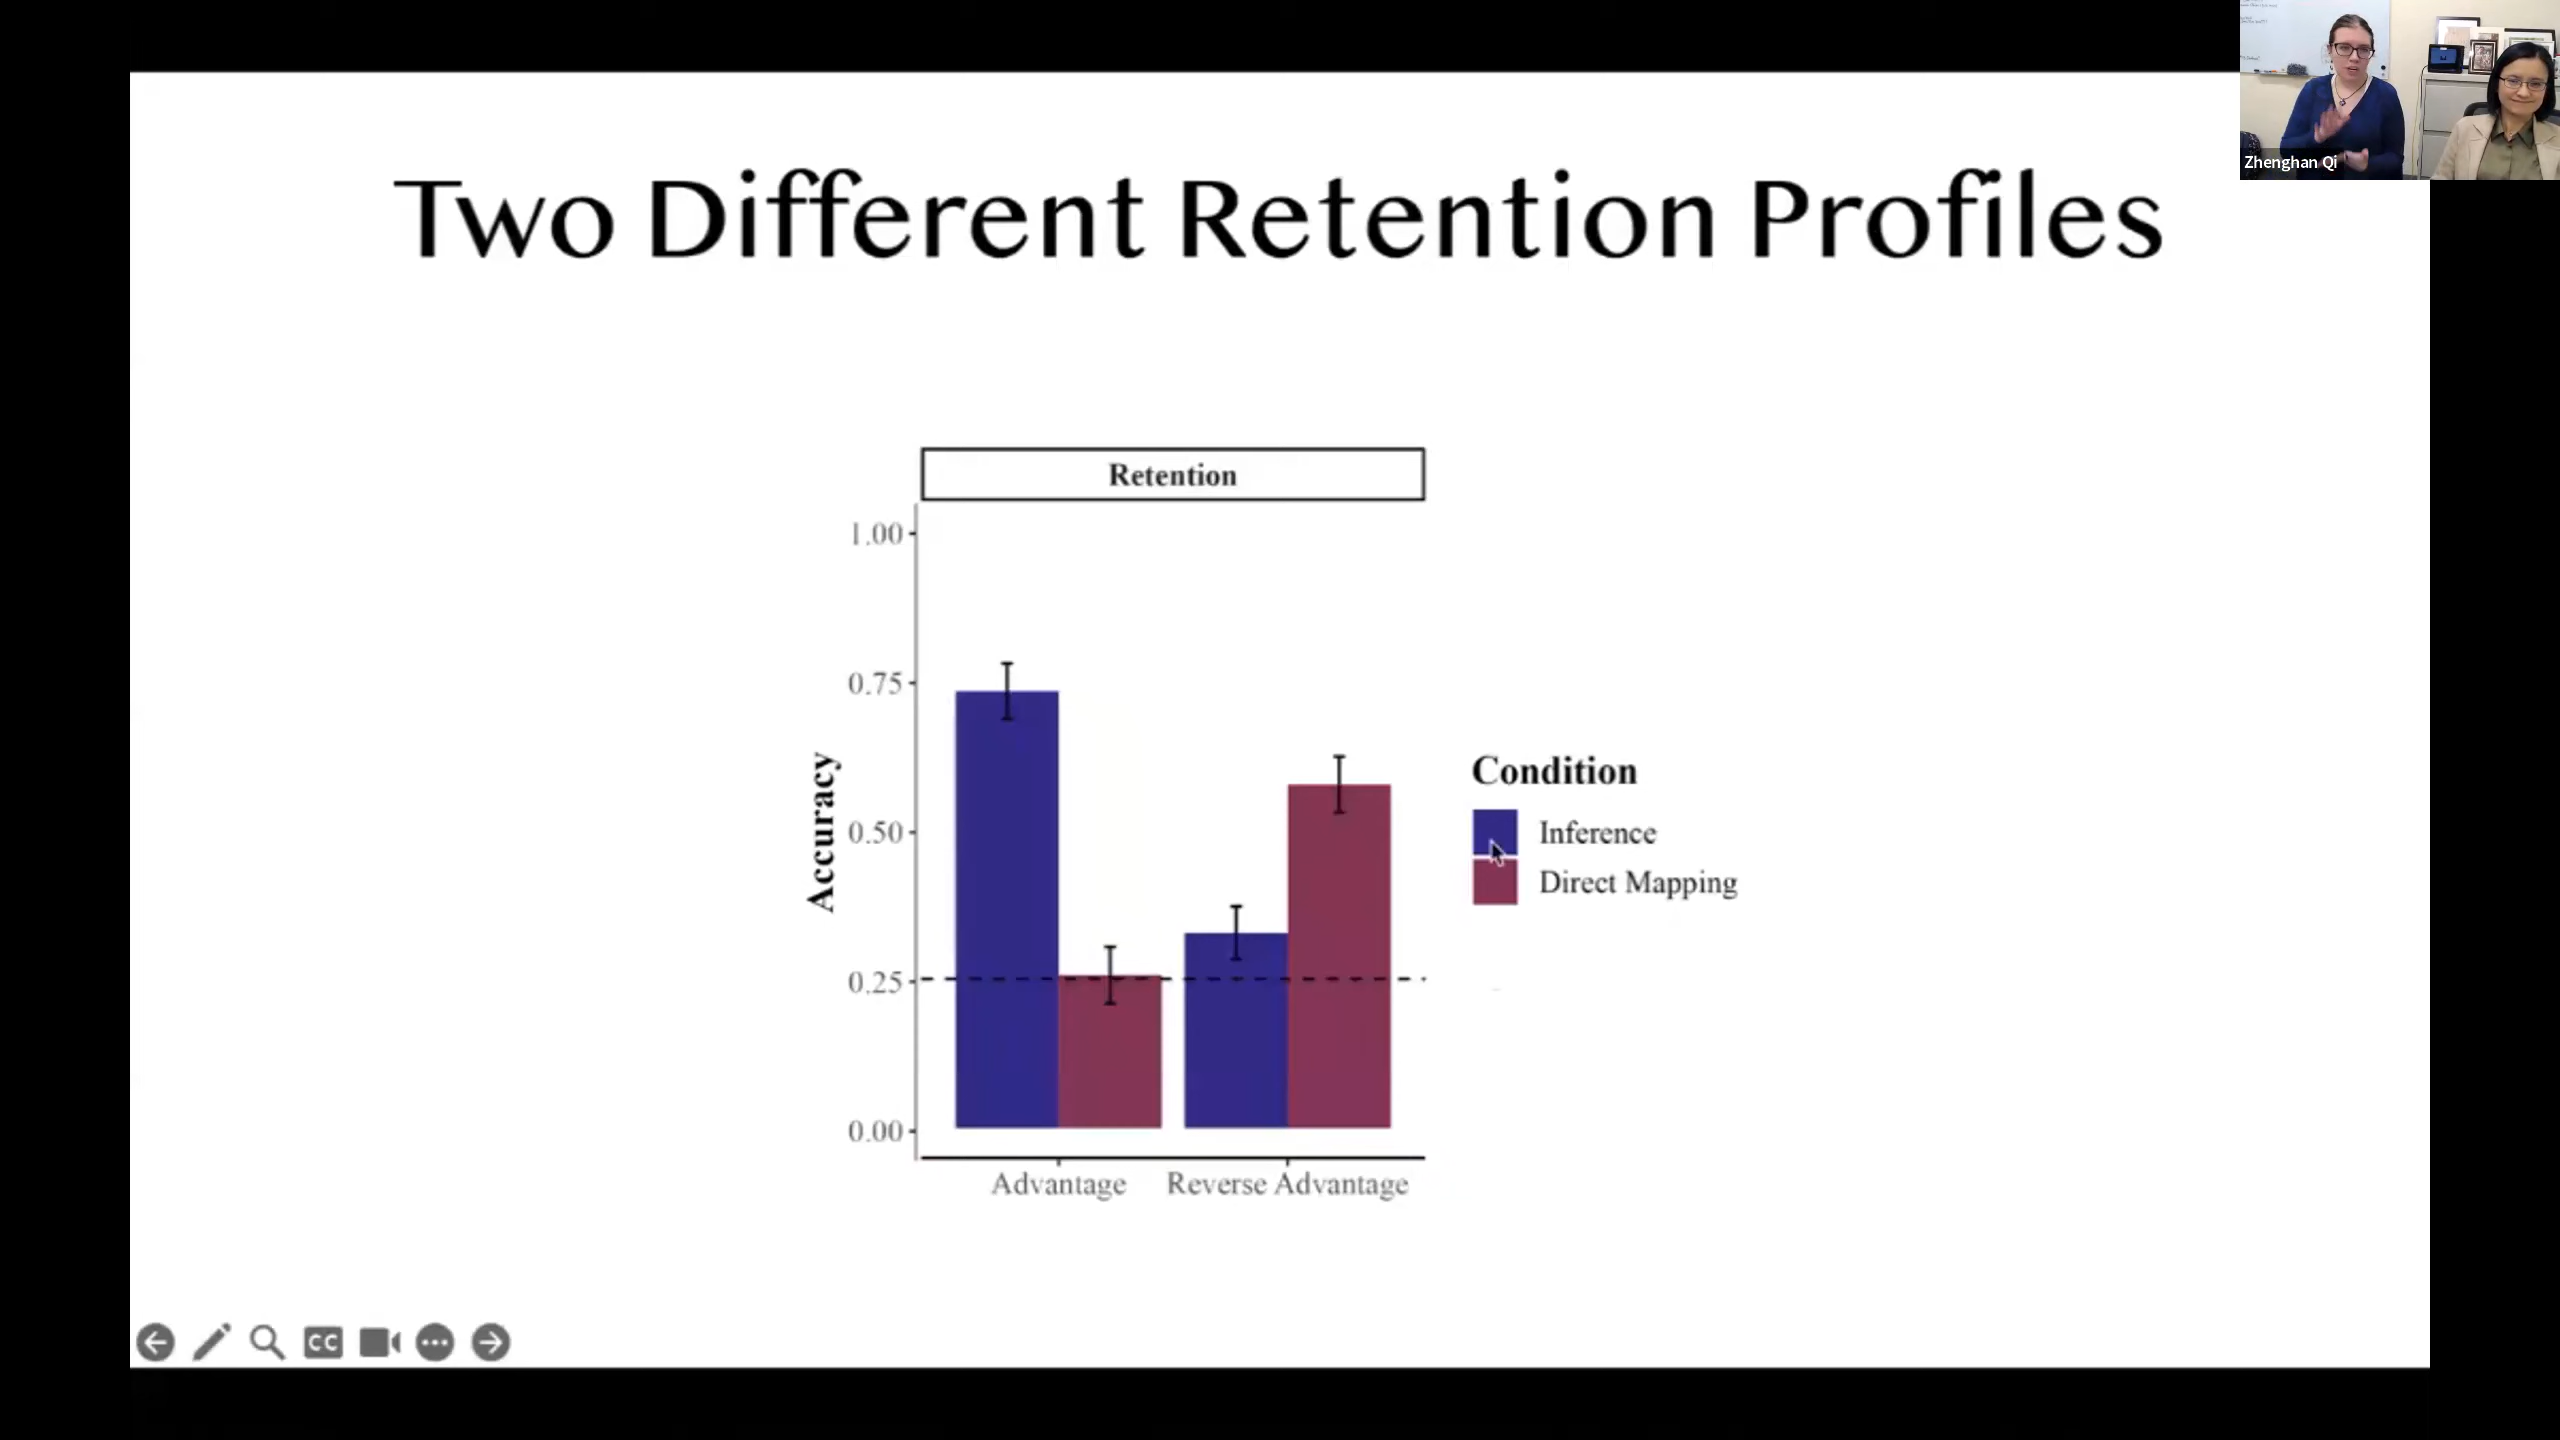 Zhenghan Qi
Two Different Retention Profiles
Retention
1.00
0.75
0.50
0.25
0.00
Accuracy
Advantage
Reverse Advantage
Condition
Inference
Direct Mapping
CC